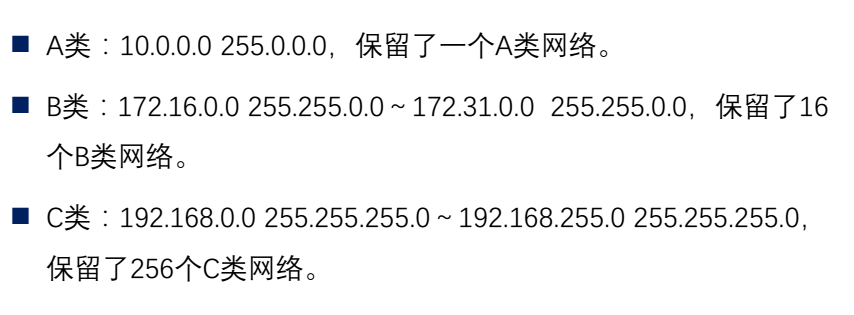 ■ A类：10.0.0.0 255.0.0.0，保留了一个A类网络。
■ B类：172.16.0.0 255.255.0.0 ~ 172.31.0.0 255.255.0.0，保留了16
个B类网络。
■ C类：192.168.0.0 255.255.255.0 ~ 192.168.255.0 255.255.255.0，
保留了256个C类网络。